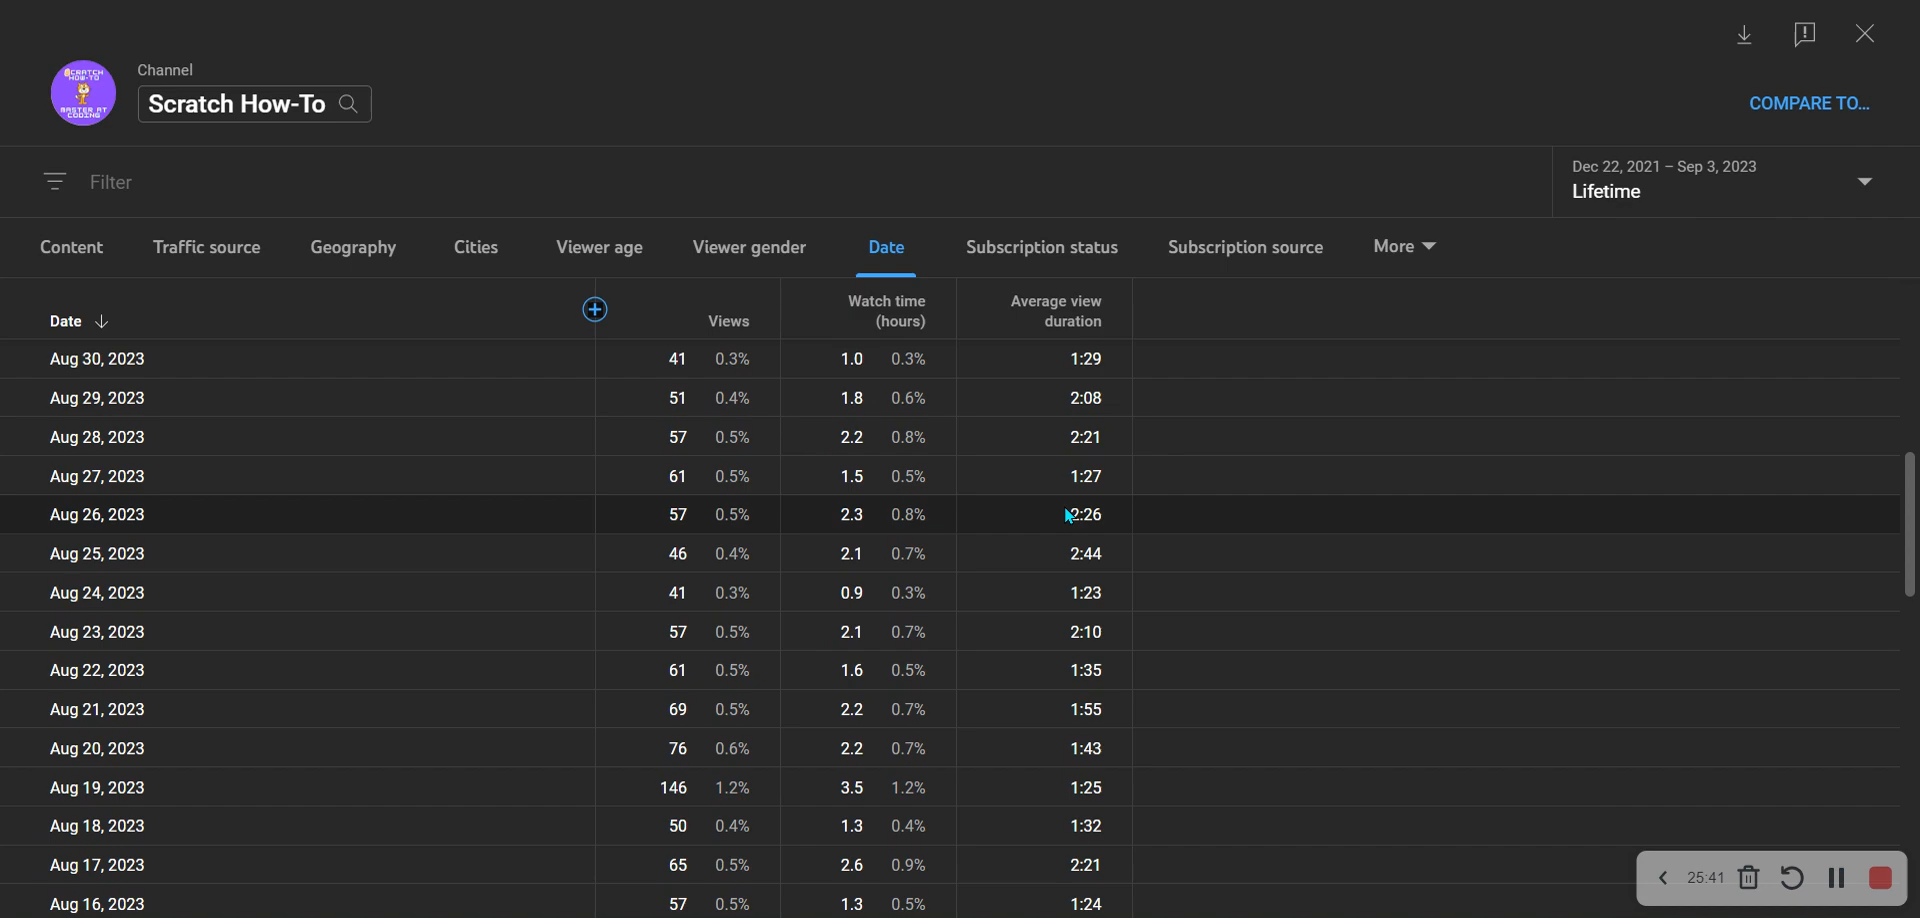 SCRATCH
HOW-TO
MASTER AT
CODING
Channel
Scratch How-To
COMPARE TO...
Filter
Dec 22, 2021 – Sep 3, 2023
Lifetime
Content Traffic source Geography Cities Viewer age Viewer gender Date Subscription status Subscription source More
Date Views Watch time (hours) Average view duration
Aug 30, 2023 41 0.3% 1.0 0.3% 1:29
Aug 29, 2023 51 0.4% 1.8 0.6% 2:08
Aug 28, 2023 57 0.5% 2.2 0.8% 2:21
Aug 27, 2023 61 0.5% 1.5 0.5% 1:27
Aug 26, 2023 57 0.5% 2.3 0.8% 2:26
Aug 25, 2023 46 0.4% 2.1 0.7% 2:44
Aug 24, 2023 41 0.3% 0.9 0.3% 1:23
Aug 23, 2023 57 0.5% 2.1 0.7% 2:10
Aug 22, 2023 61 0.5% 1.6 0.5% 1:35
Aug 21, 2023 69 0.5% 2.2 0.7% 1:55
Aug 20, 2023 76 0.6% 2.2 0.7% 1:43
Aug 19, 2023 146 1.2% 3.5 1.2% 1:25
Aug 18, 2023 50 0.4% 1.3 0.4% 1:32
Aug 17, 2023 65 0.5% 2.6 0.9% 2:21
Aug 16, 2023 57 0.5% 1.3 0.5% 1:24
25:41